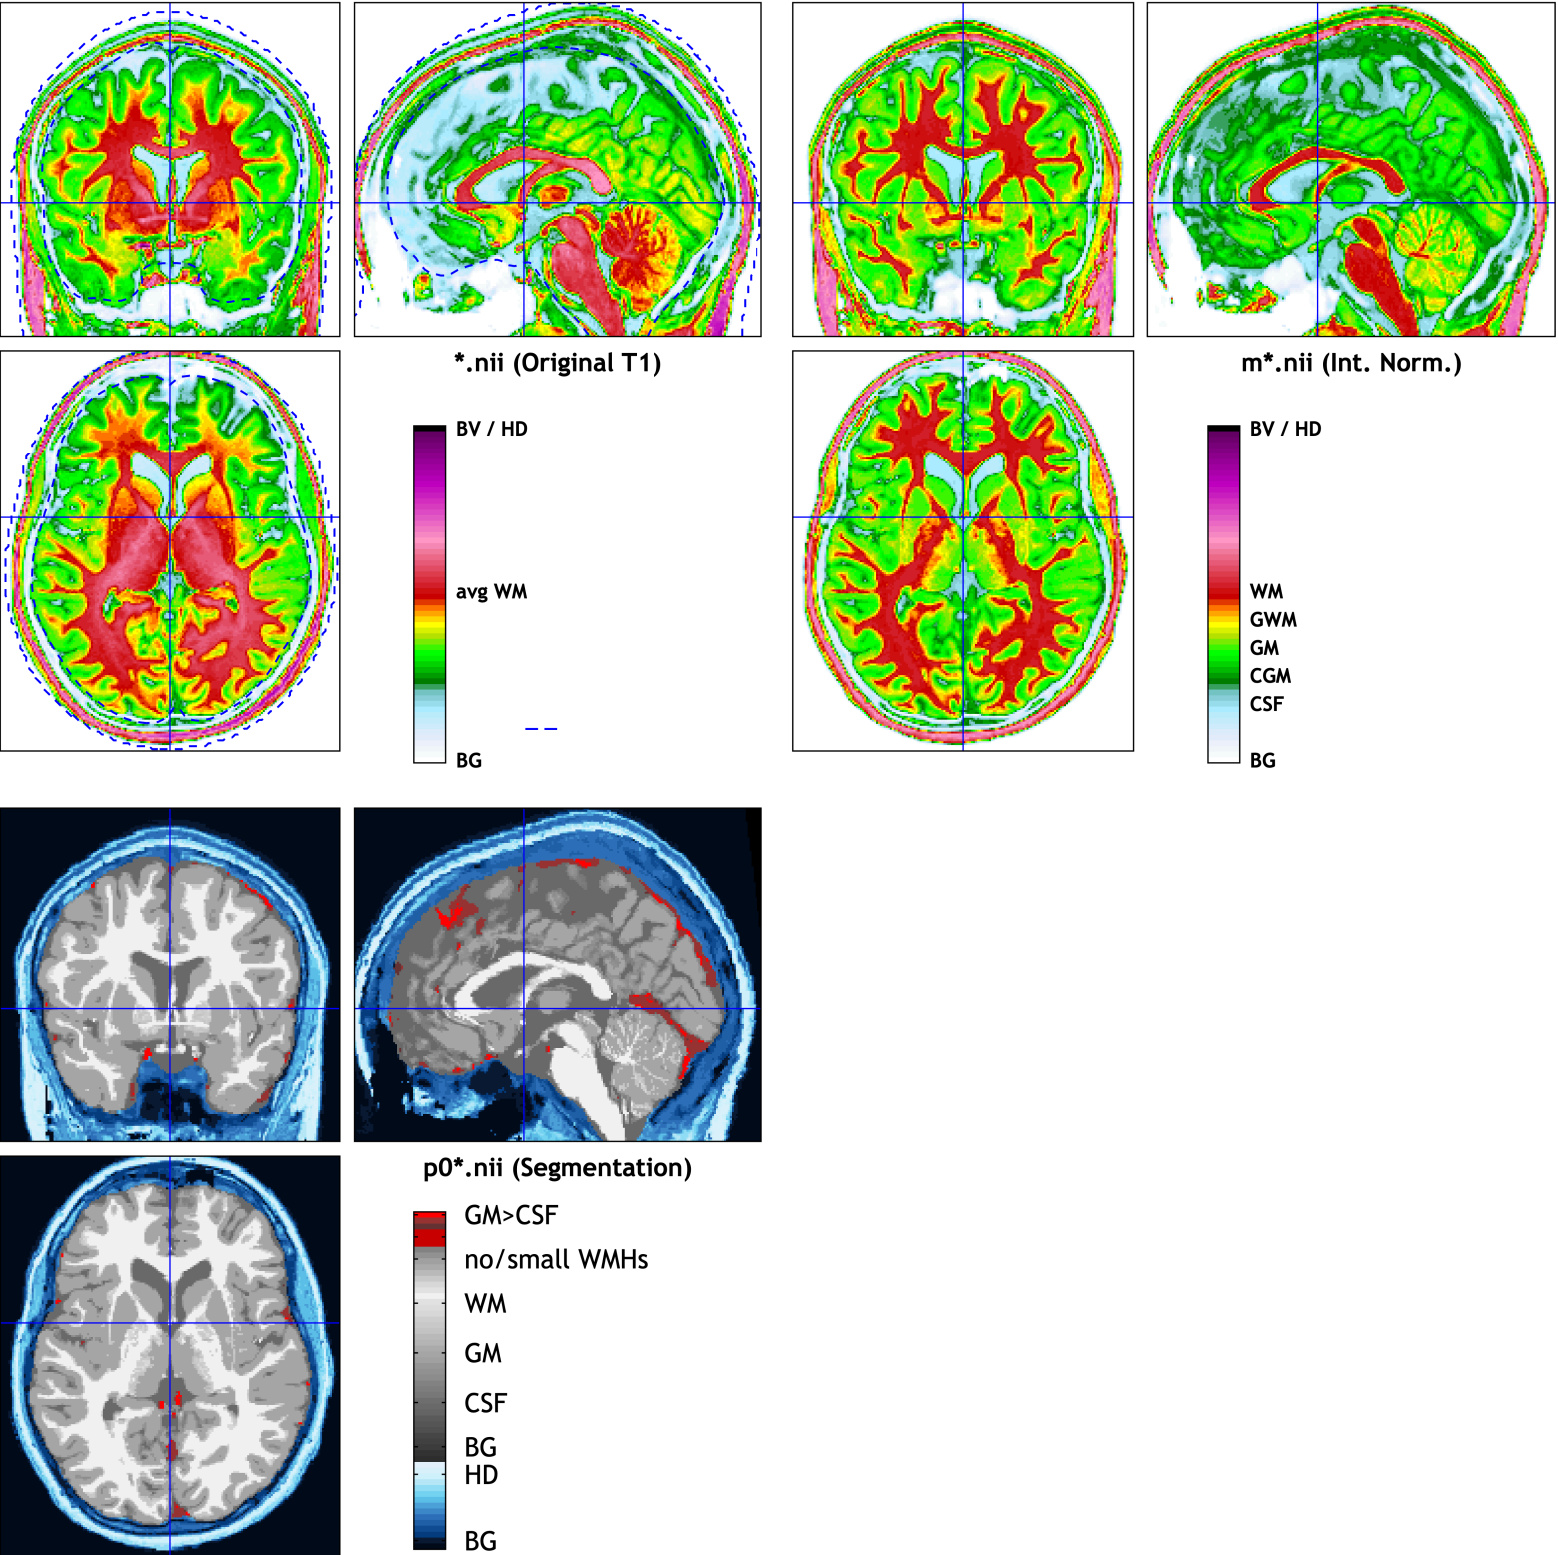 *.nii (Original T1)
BV / HD
avg WM
BG
m*.nii (Int. Norm.)
BV / HD
WM
GWM
GM
CGM
CSF
BG
p0*.nii (Segmentation)
GM>CSF
no/small WMHs
WM
GM
CSF
BG
HD
BG